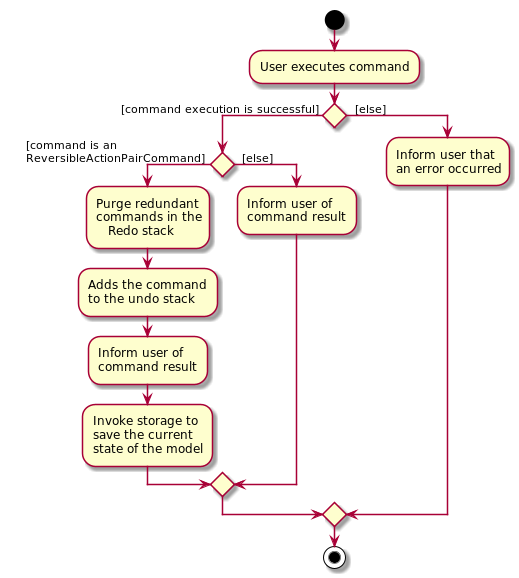 User executes command
[command execution is successful]
[else]
[command is an
ReversibleActionPairCommand]
[else]
Inform user that
an error occurred
Purge redundant
commands in the
Redo stack
Inform user of
command result
Adds the command
to the undo stack
Inform user of
command result
Invoke storage to
save the current
state of the model